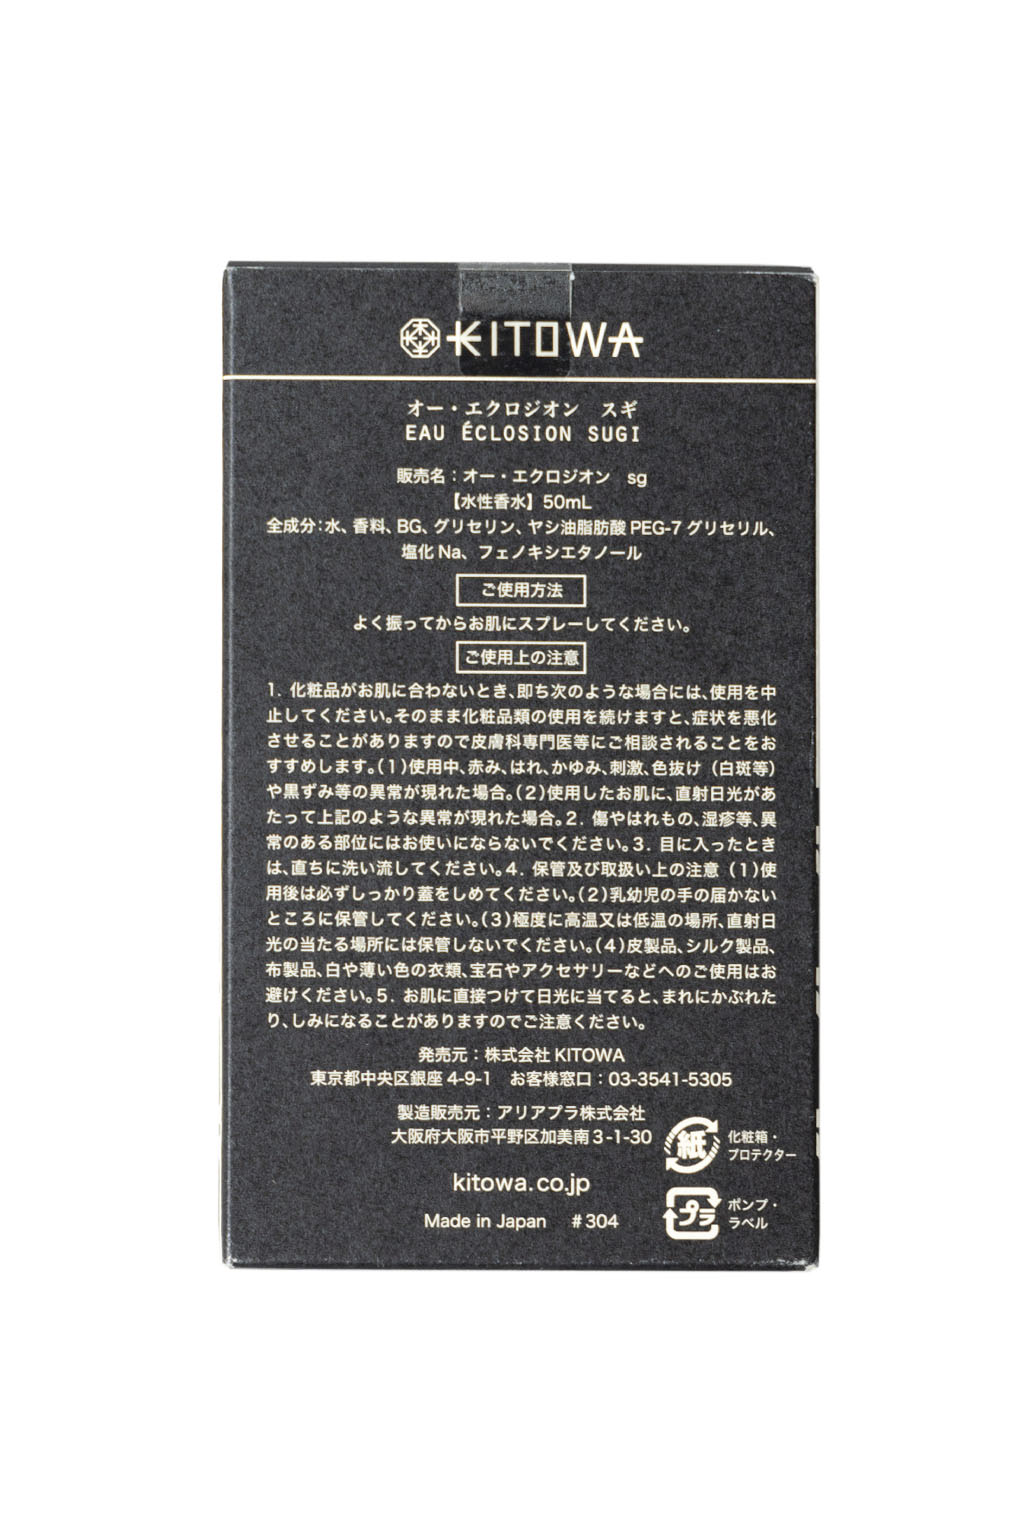 KITOWA
オー・エクロジオン　スギ
EAU ÉCLOSION SUGI
販売名：オー・エクロジオン　sg
【水性香水】50mL
全成分：水、香料、BG、グリセリン、ヤシ油脂肪酸 PEG-7 グリセリル、
塩化 Na、フェノキシエタノール
ご使用方法
よく振ってからお肌にスプレーしてください。
ご使用上の注意
1. 化粧品がお肌に合わないとき、即ち次のような場合には、使用を中
止してください。そのまま化粧品類の使用を続けますと、症状を悪化
させることがありますので皮膚科専門医等にご相談されることをお
すすめします。（1）使用中、赤み、はれ、かゆみ、刺激、色抜け（白斑等）
や黒ずみ等の異常が現れた場合。（2）使用したお肌に、直射日光があ
たって上記のような異常が現れた場合。2. 傷やはれもの、湿疹等、異
常のある部位にはお使いにならないでください。3. 目に入ったとき
は、直ちに洗い流してください。4. 保管及び取扱い上の注意（1）使
用後は必ずしっかり蓋をしめてください。（2）乳幼児の手の届かない
ところに保管してください。（3）極度に高温又は低温の場所、直射日
光の当たる場所には保管しないでください。（4）皮製品、シルク製品、
布製品、白や薄い色の衣類、宝石やアクセサリーなどへのご使用はお
避けください。5. お肌に直接つけて日光に当てると、まれにかぶれた
り、しみになることがありますのでご注意ください。
発売元：株式会社 KITOWA
東京都中央区銀座 4-9-1　お客様窓口：03-3541-5305
製造販売元：アリアプラ株式会社
大阪府大阪市平野区加美南 3-1-30
紙
化粧箱・
プロテクター
kitowa.co.jp
プラ
ポンプ・
ラベル
Made in Japan　#304